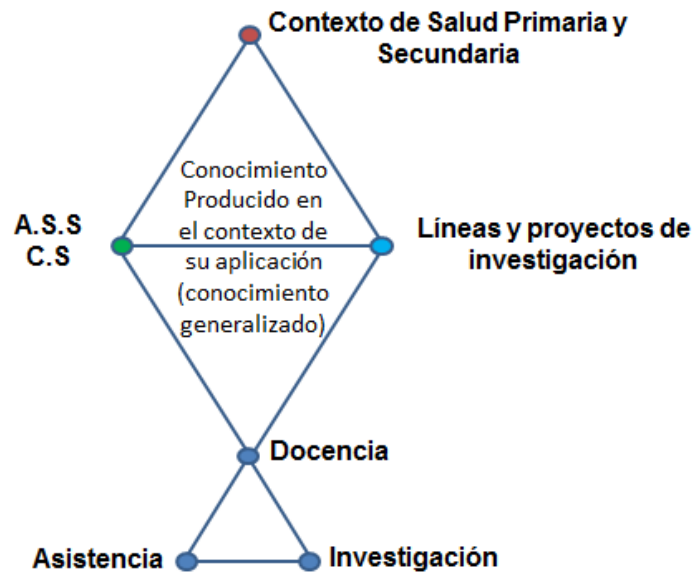 Contexto de Salud Primaria y
Secundaria
Conocimiento
Producido en
el contexto de
su aplicación
(conocimiento
generalizado)
A.S.S
C.S
Líneas y proyectos de
investigación
Docencia
Asistencia
Investigación